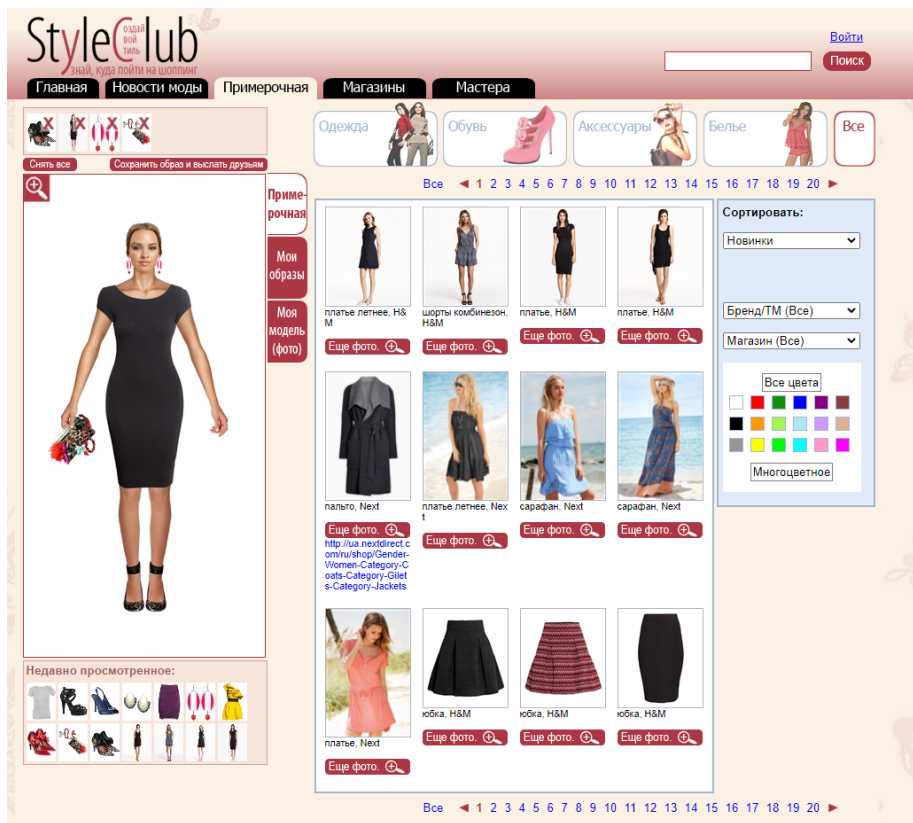 StyleClub
оздай
вой
тиль
знай, куда пойти на шоппинг
Войти
Поиск
Главная Новости моды Примерочная Магазины Мастера
Одежда Обувь Аксессуары Белье Все
Снять все Сохранить образ и выслать друзьям
Все 1 2 3 4 5 6 7 8 9 10 11 12 13 14 15 16 17 18 19 20
Приме-
рочная
Мои
образы
Моя
модель
(фото)
Сортировать:
Новинки
Бренд/ТМ (Все)
Магазин (Все)
Все цвета
Многоцветное
платье летнее, H&
M
Еще фото.
шорты комбинезон,
H&M
Еще фото.
платье, H&M
Еще фото.
платье, H&M
Еще фото.
пальто, Next
Еще фото.
http://ua.nextdirect.c
om/ru/shop/Gender-
Women-Category-C
oats-Category-Gilet
s-Category-Jackets
платье летнее, Nex
t
Еще фото.
сарафан, Next
Еще фото.
сарафан, Next
Еще фото.
платье, Next
Еще фото.
юбка, H&M
Еще фото.
юбка, H&M
Еще фото.
юбка, H&M
Еще фото.
Недавно просмотренное:
Все 1 2 3 4 5 6 7 8 9 10 11 12 13 14 15 16 17 18 19 20